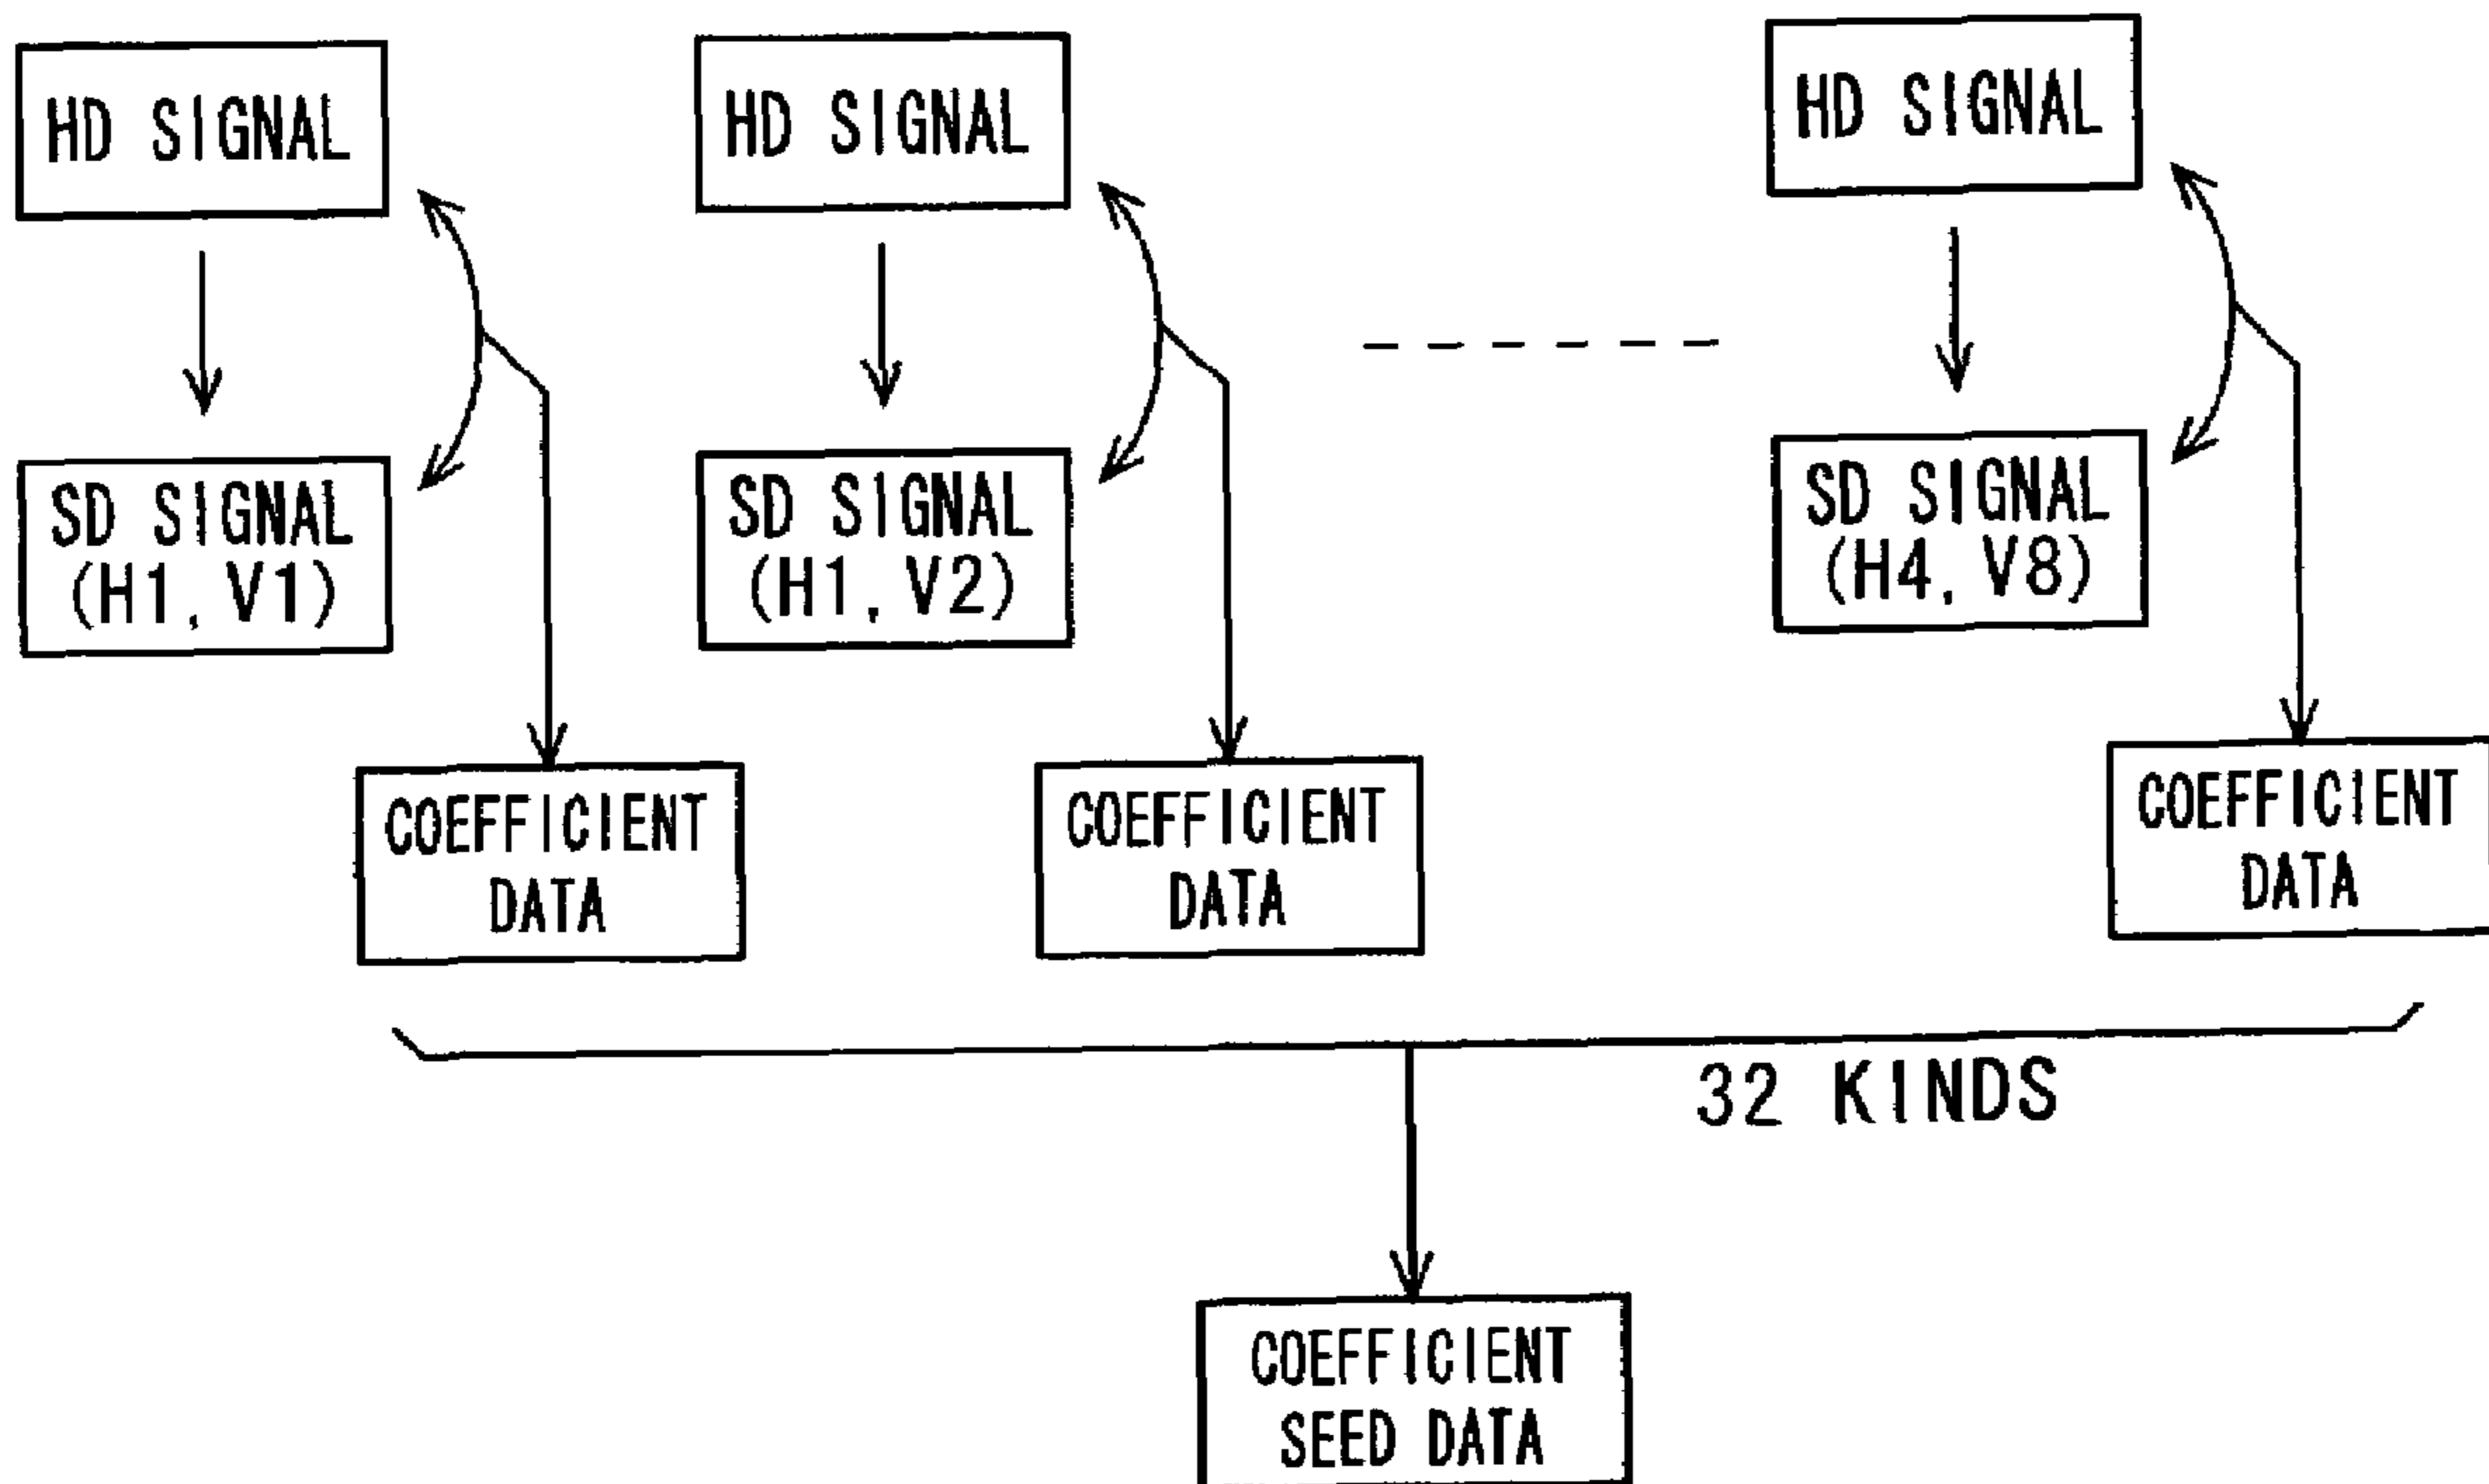 HD SIGNAL
HD SIGNAL
HD SIGNAL
SD SIGNAL
(H1, V1)
SD SIGNAL
(H1, V2)
SD SIGNAL
(H4, V8)
COEFFICIENT
DATA
COEFFICIENT
DATA
COEFFICIENT
DATA
32 KINDS
COEFFICIENT
SEED DATA